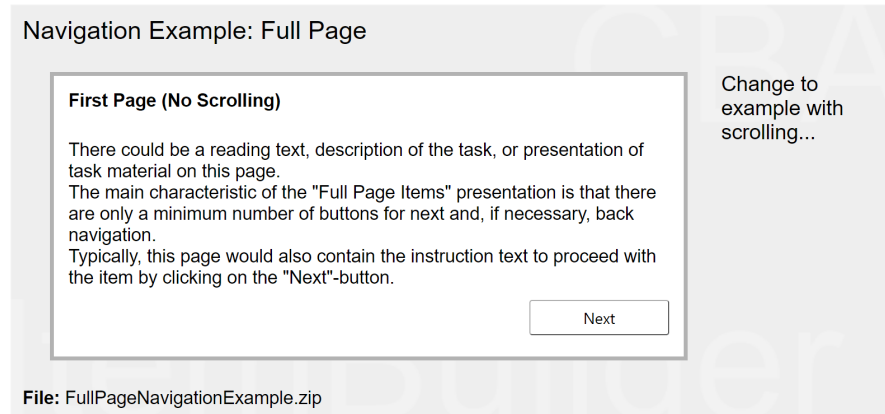 Navigation Example: Full Page
First Page (No Scrolling)
There could be a reading text, description of the task, or presentation of
task material on this page.
The main characteristic of the "Full Page Items" presentation is that there
are only a minimum number of buttons for next and, if necessary, back
navigation.
Typically, this page would also contain the instruction text to proceed with
the item by clicking on the "Next"-button.
Next
Change to
example with
scrolling...
CBA
ItemBuilder
File: FullPageNavigationExample.zip